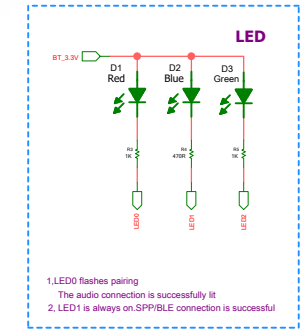 LED
BT_3.3V
D1
Red
D2
Blue
D3
Green
R3
1K
R4
470R
R5
1K
LED0
LED1
LED2
1,LED0 flashes pairing
The audio connection is successfully lit
2, LED1 is always on.SPP/BLE connection is successful